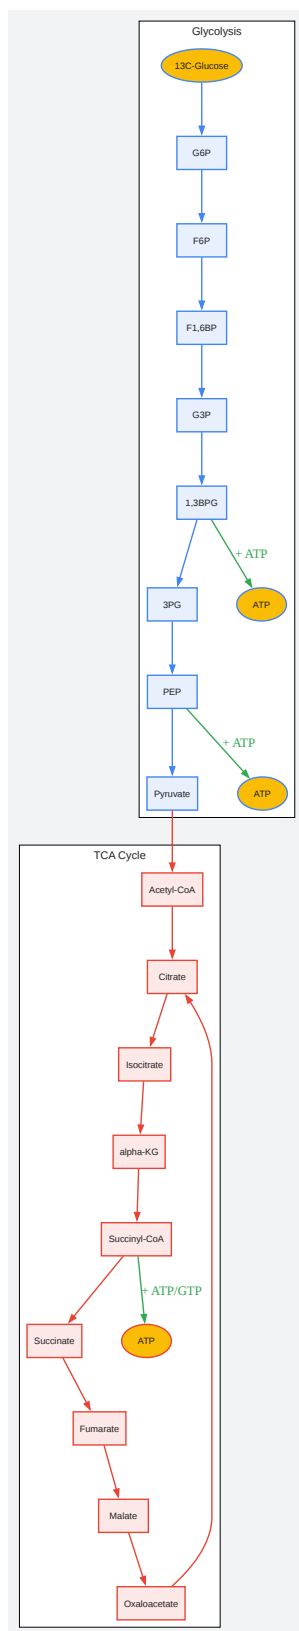 Glycolysis
13C-Glucose
G6P
F6P
F1,6BP
G3P
1,3BPG
+ ATP
3PG
ATP
PEP
+ ATP
Pyruvate
ATP
TCA Cycle
Acetyl-CoA
Citrate
Isocitrate
alpha-KG
Succinyl-CoA
+ ATP/GTP
Succinate
ATP
Fumarate
Malate
Oxaloacetate